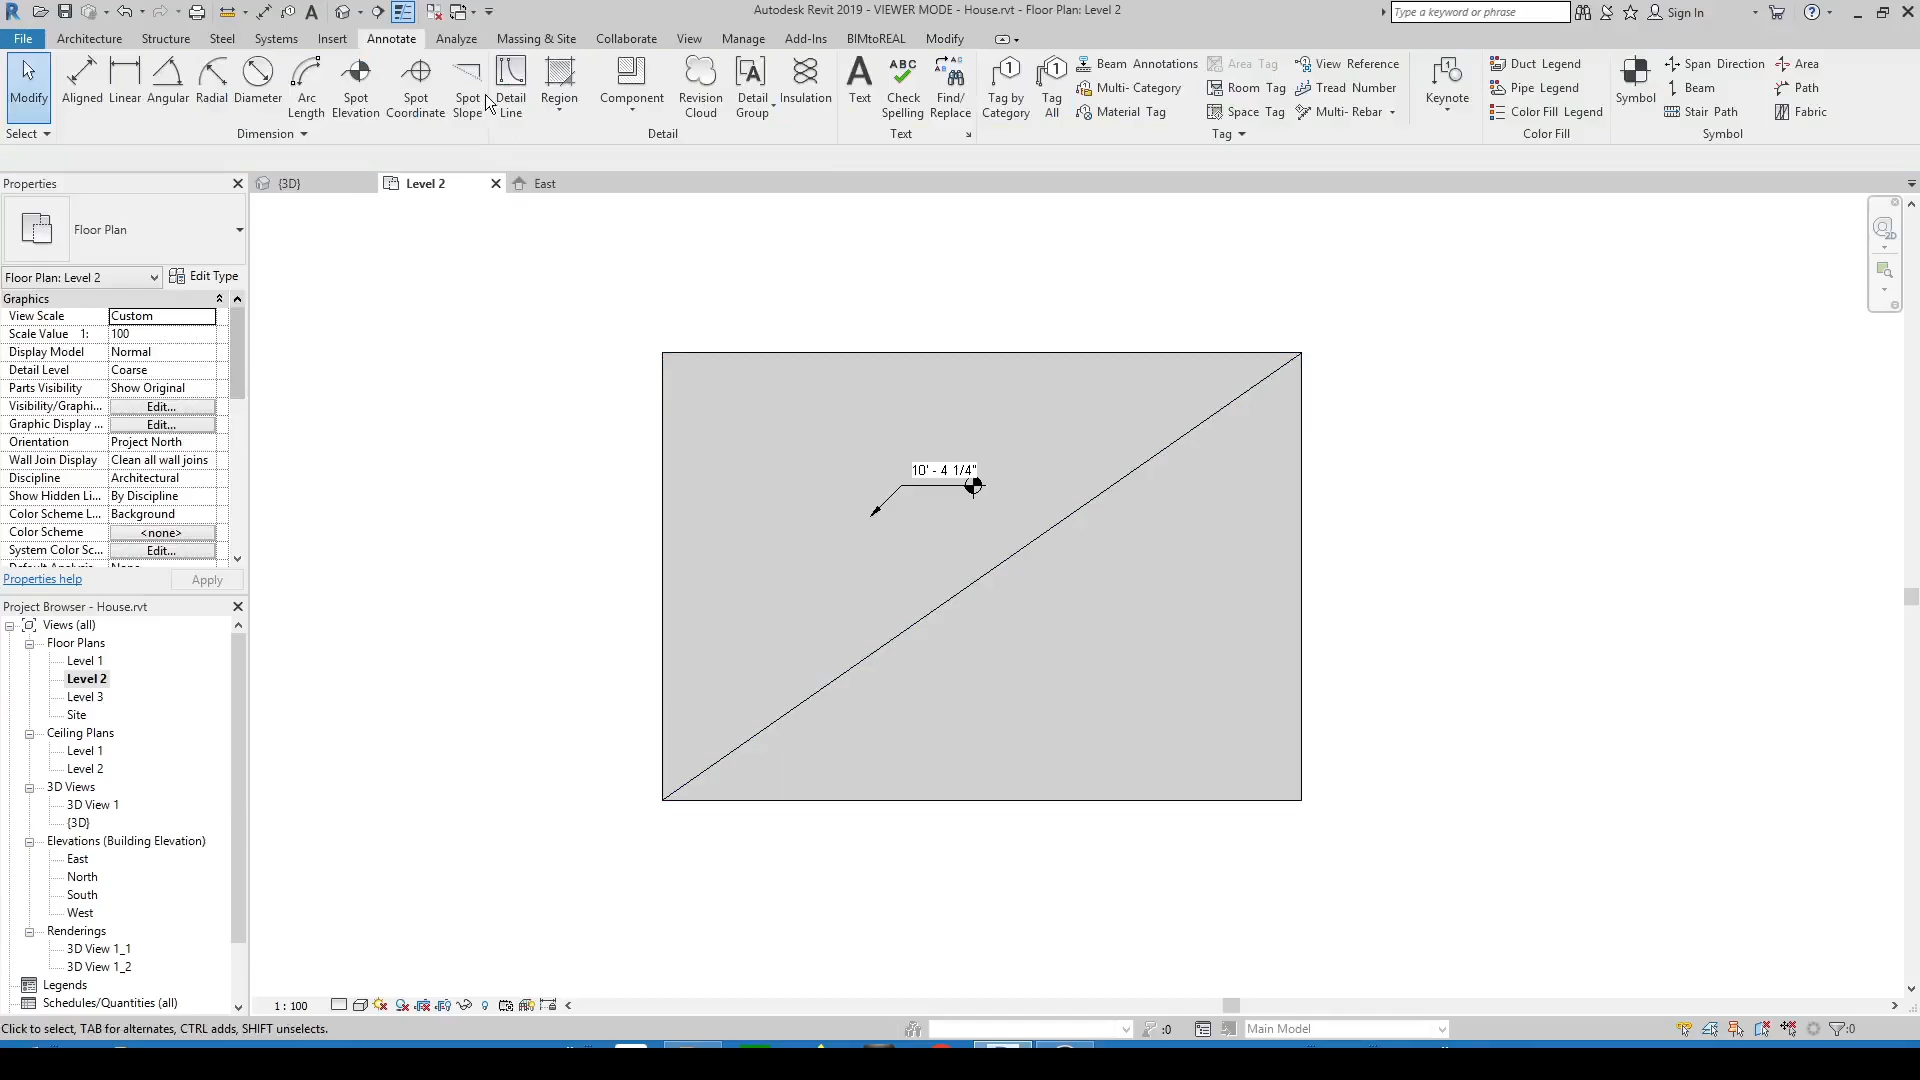 Autodesk Revit 2019 - VIEWER MODE - House.rvt - Floor Plan: Level 2
Type a keyword or phrase
Sign In
File Architecture Structure Steel Systems Insert Annotate Analyze Massing & Site Collaborate View Manage Add-Ins BIMtoREAL Modify
Modify
Aligned
Linear
Angular
Radial
Diameter
Arc Length
Spot Elevation
Spot Coordinate
Spot Slope
Detail Line
Region
Component
Revision Cloud
Detail Group
Insulation
Text
Check Spelling
Find/ Replace
Tag by Category
Tag All
Beam Annotations
Multi- Category
Material Tag
Area Tag
Room Tag
Space Tag
View Reference
Tread Number
Multi- Rebar
Keynote
Duct Legend
Pipe Legend
Color Fill Legend
Symbol
Span Direction
Beam
Stair Path
Area
Path
Fabric
Select
Dimension
Detail
Text
Tag
Color Fill
Symbol
Properties
{3D}
Level 2
East
Floor Plan
Floor Plan: Level 2
Edit Type
Graphics
View Scale Custom
Scale Value 1: 100
Display Model Normal
Detail Level Coarse
Parts Visibility Show Original
Visibility/Graphi... Edit...
Graphic Display ... Edit...
Orientation Project North
Wall Join Display Clean all wall joins
Discipline Architectural
Show Hidden Li... By Discipline
Color Scheme L... Background
Color Scheme <none>
System Color Sc... Edit...
Properties help
Apply
10' - 4 1/4"
Project Browser - House.rvt
Views (all)
Floor Plans
Level 1
Level 2
Level 3
Site
Ceiling Plans
Level 1
Level 2
3D Views
3D View 1
{3D}
Elevations (Building Elevation)
East
North
South
West
Renderings
3D View 1_1
3D View 1_2
Legends
Schedules/Quantities (all)
1 : 100
Click to select, TAB for alternates, CTRL adds, SHIFT unselects.
:0
Main Model
:0